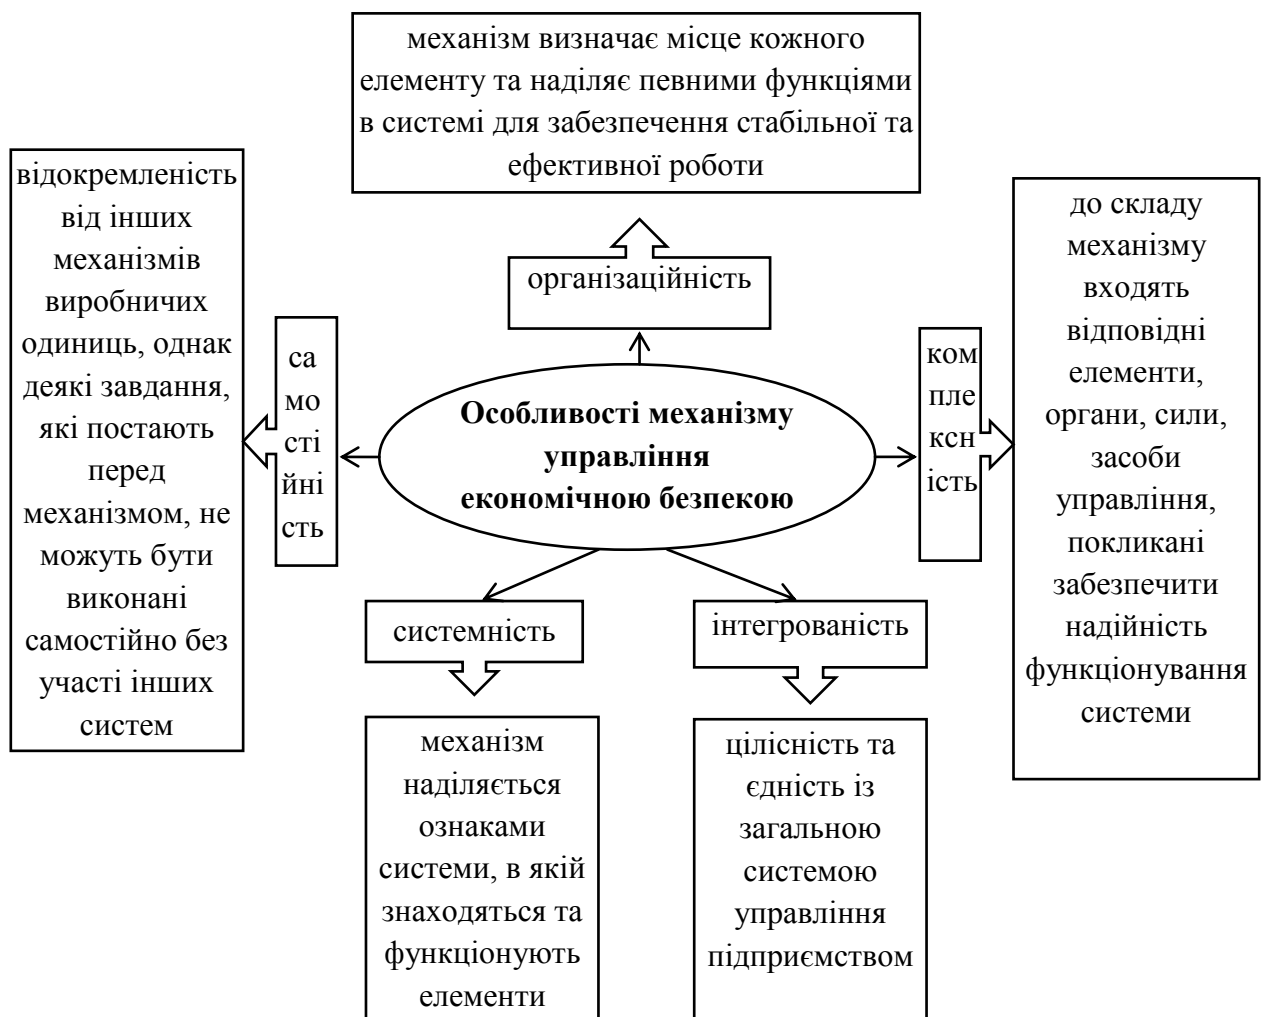 механізм визначає місце кожного
елементу та наділяє певними функціями
в системі для забезпечення стабільної та
ефективної роботи
організаційність
відокремленість
від інших
механізмів
виробничих
одиниць, однак
деякі завдання,
які постають
перед
механізмом, не
можуть бути
виконані
самостійно без
участі інших
систем
са
мо
сті
йні
сть
Особливості механізму
управління
економічною безпекою
ком
пле
ксн
ість
до складу
механізму
входять
відповідні
елементи,
органи, сили,
засоби
управління,
покликані
забезпечити
надійність
функціонування
системи
системність
інтегрованість
механізм
наділяється
ознаками
системи, в якій
знаходяться та
функціонують
елементи
цілісність та
єдність із
загальною
системою
управління
підприємством